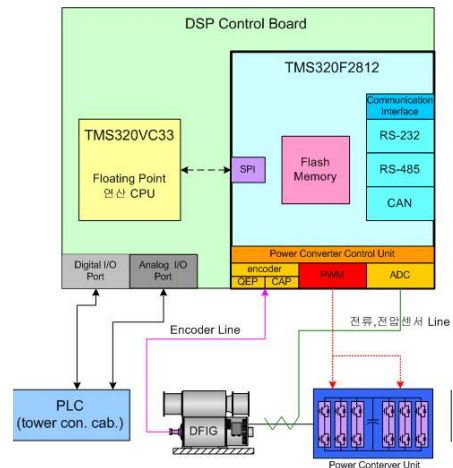 DSP Control Board
TMS320F2812
Communication
Interface
TMS320VC33
RS-232
Floating Point
연산 CPU
SPI
Flash
Memory
RS-485
CAN
Power Converter Control Unit
Digital I/O
Port
Analog I/O
Port
encoder
QEP
CAP
PWM
ADC
Encoder Line
전류,전압센서 Line
PLC
(tower con. cab.)
DFIG
Power Conterver Unit